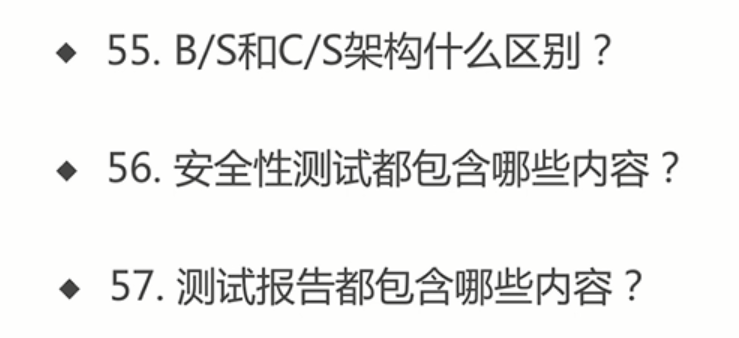 ◆ 55. B/S和C/S架构什么区别？
◆ 56. 安全性测试都包含哪些内容？
◆ 57. 测试报告都包含哪些内容？